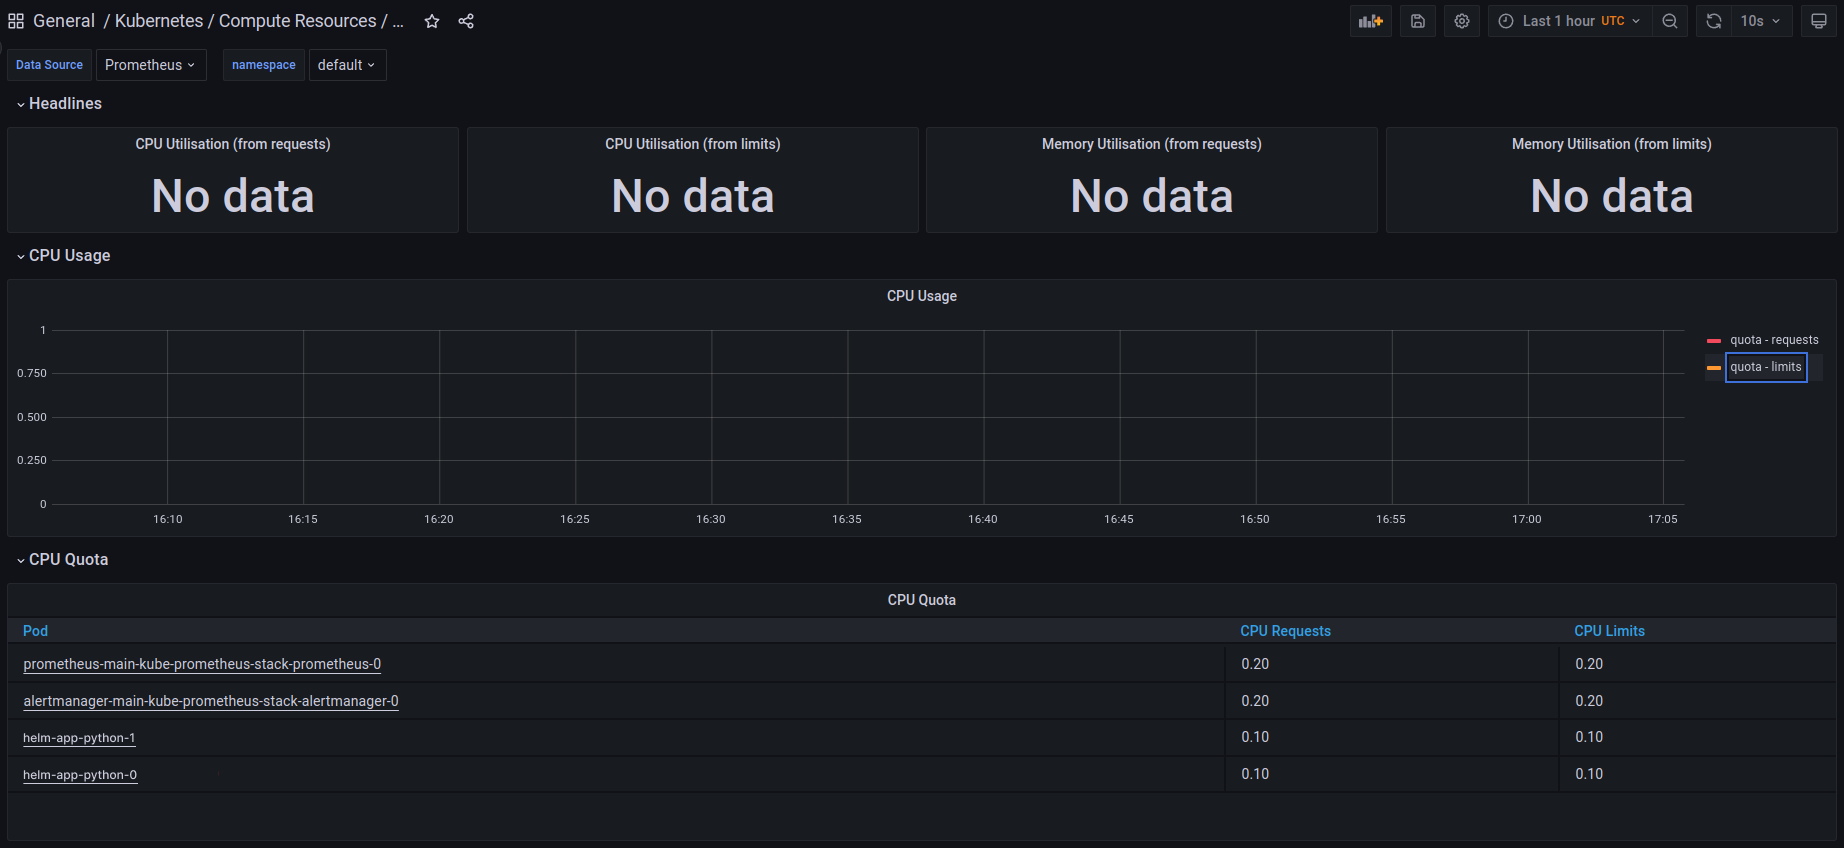 General / Kubernetes / Compute Resources / ...
Last 1 hour UTC
10s
Data Source Prometheus namespace default
Headlines
CPU Utilisation (from requests) CPU Utilisation (from limits) Memory Utilisation (from requests) Memory Utilisation (from limits)
No data No data No data No data
CPU Usage
CPU Usage
1
0.750
0.500
0.250
0
16:10 16:15 16:20 16:25 16:30 16:35 16:40 16:45 16:50 16:55 17:00 17:05
quota - requests
quota - limits
CPU Quota
CPU Quota
Pod CPU Requests CPU Limits
prometheus-main-kube-prometheus-stack-prometheus-0 0.20 0.20
alertmanager-main-kube-prometheus-stack-alertmanager-0 0.20 0.20
helm-app-python-1 0.10 0.10
helm-app-python-0 0.10 0.10